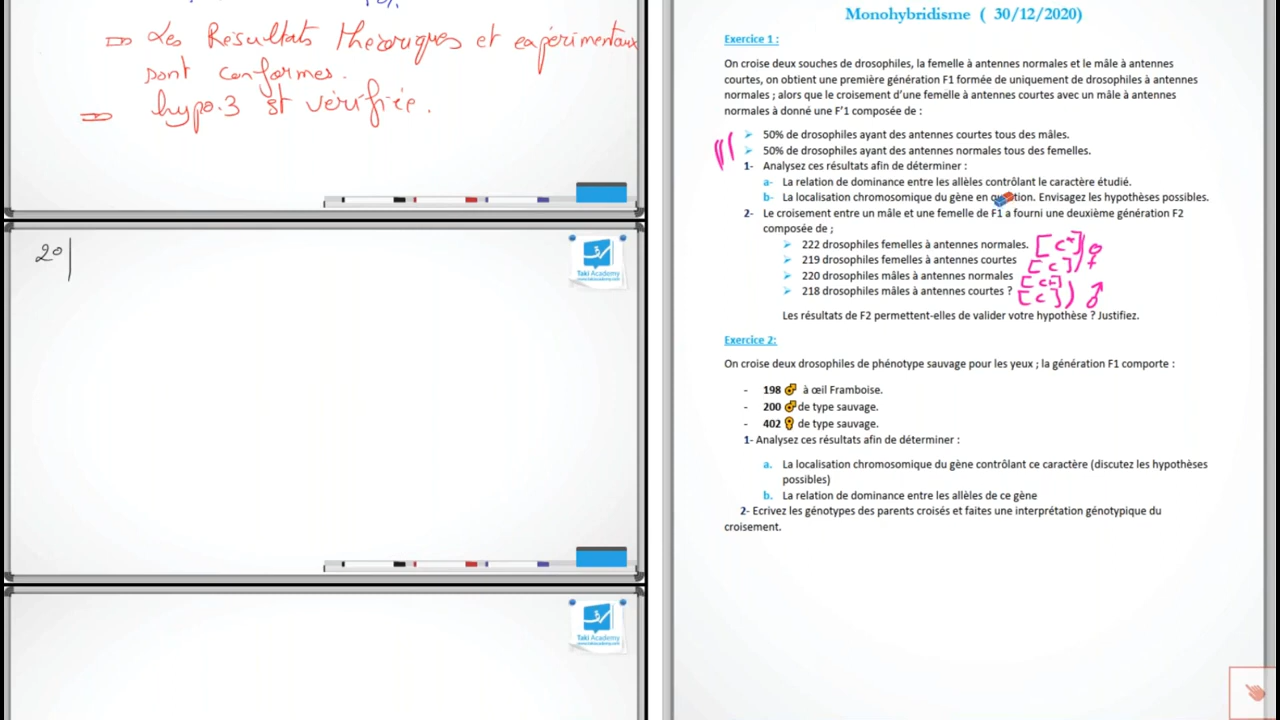 ⇒ Les Résultats théoriques et expérimentaux
sont conformes.
⇒ hypo.3 st vérifiée.
2°)
Taki Academy
www.takiacademy.com
Taki Academy
www.takiacademy.com
Monohybridisme ( 30/12/2020)
Exercice 1 :
On croise deux souches de drosophiles, la femelle à antennes normales et le mâle à antennes
courtes, on obtient une première génération F1 formée de uniquement de drosophiles à antennes
normales ; alors que le croisement d’une femelle à antennes courtes avec un mâle à antennes
normales à donné une F’1 composée de :
➢ 50% de drosophiles ayant des antennes courtes tous des mâles.
➢ 50% de drosophiles ayant des antennes normales tous des femelles.
1- Analysez ces résultats afin de déterminer :
a- La relation de dominance entre les allèles contrôlant le caractère étudié.
b- La localisation chromosomique du gène en question. Envisagez les hypothèses possibles.
2- Le croisement entre un mâle et une femelle de F1 a fourni une deuxième génération F2
composée de ;
➢ 222 drosophiles femelles à antennes normales. [C+] ♀
➢ 219 drosophiles femelles à antennes courtes [C]
➢ 220 drosophiles mâles à antennes normales
➢ 218 drosophiles mâles à antennes courtes ? [C] ♂
Les résultats de F2 permettent-elles de valider votre hypothèse ? Justifiez.
Exercice 2:
On croise deux drosophiles de phénotype sauvage pour les yeux ; la génération F1 comporte :
- 198 ♂ à œil Framboise.
- 200 ♂ de type sauvage.
- 402 ♀ de type sauvage.
1- Analysez ces résultats afin de déterminer :
a. La localisation chromosomique du gène contrôlant ce caractère (discutez les hypothèses
possibles)
b. La relation de dominance entre les allèles de ce gène
2- Ecrivez les génotypes des parents croisés et faites une interprétation génotypique du
croisement.